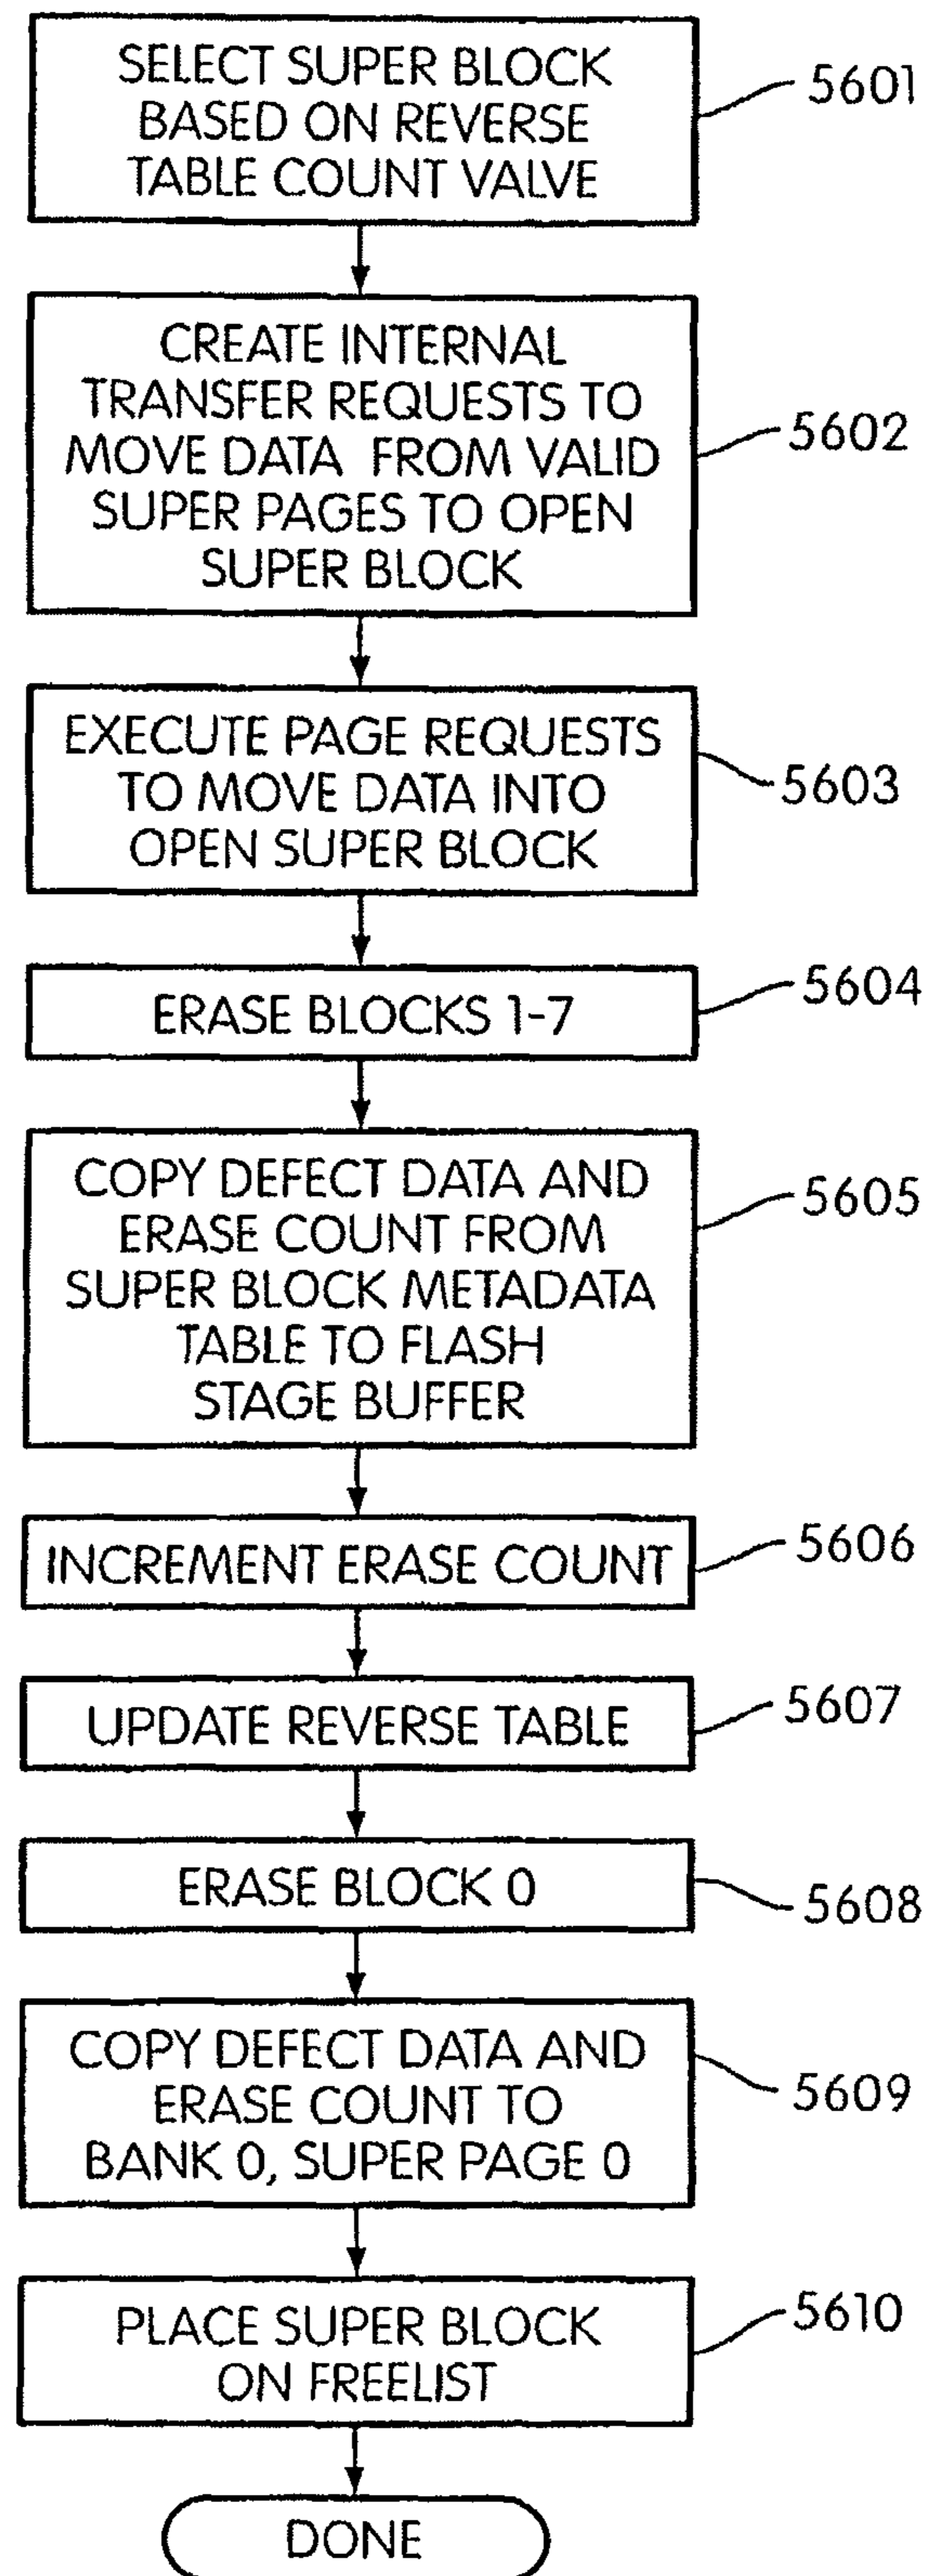 SELECT SUPER BLOCK
BASED ON REVERSE
TABLE COUNT VALVE
5601
CREATE INTERNAL
TRANSFER REQUESTS TO
MOVE DATA FROM VALID
SUPER PAGES TO OPEN
SUPER BLOCK
5602
EXECUTE PAGE REQUESTS
TO MOVE DATA INTO
OPEN SUPER BLOCK
5603
ERASE BLOCKS 1-7
5604
COPY DEFECT DATA AND
ERASE COUNT FROM
SUPER BLOCK METADATA
TABLE TO FLASH
STAGE BUFFER
5605
INCREMENT ERASE COUNT
5606
UPDATE REVERSE TABLE
5607
ERASE BLOCK 0
5608
COPY DEFECT DATA AND
ERASE COUNT TO
BANK 0, SUPER PAGE 0
5609
PLACE SUPER BLOCK
ON FREELIST
5610
DONE